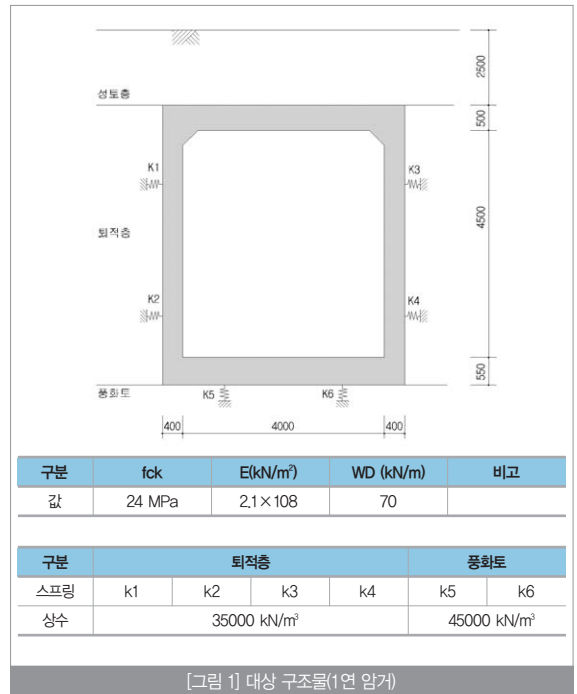 2500
성토층
500
K1
K3
4500
퇴적층
K2
K4
550
풍화토
K5
K6
400
4000
400
구분 fck E(kN/m²) WD (kN/m) 비고
값 24 MPa 2.1×108 70
구분 퇴적층 풍화토
스프링 k1 k2 k3 k4 k5 k6
상수 35000 kN/m³ 45000 kN/m³
[그림 1] 대상 구조물(1연 암거)